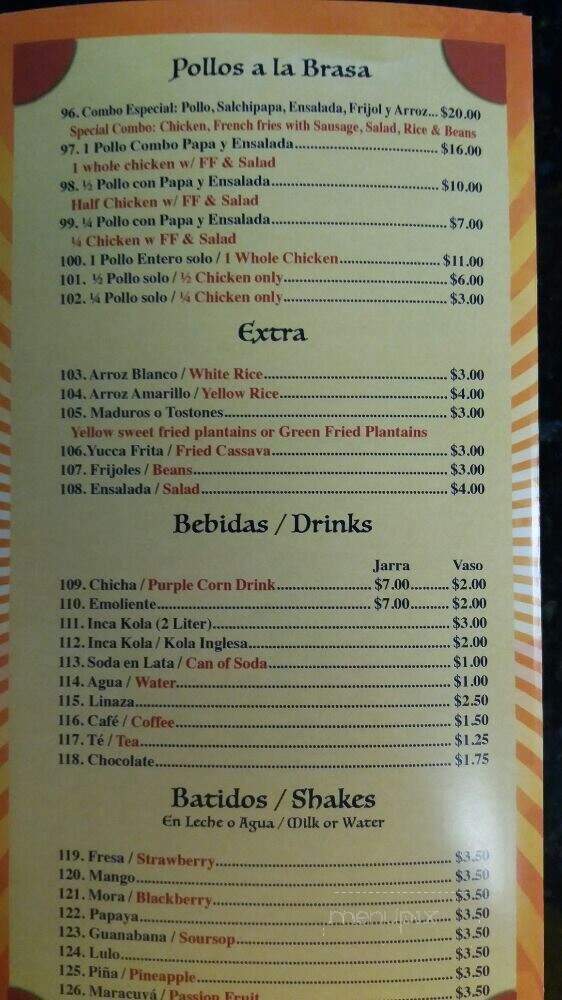 Pollos a la Brasa
96. Combo Especial: Pollo, Salchipapa, Ensalada, Frijol y Arroz... $20.00
Special Combo: Chicken, French fries with Sausage, Salad, Rice & Beans
97. 1 Pollo Combo Papa y Ensalada........ $16.00
1 whole chicken w/ FF & Salad
98. ½ Pollo con Papa y Ensalada........ $10.00
Half Chicken w/ FF & Salad
99. ¼ Pollo con Papa y Ensalada........ $7.00
¼ Chicken w FF & Salad
100. 1 Pollo Entero solo / 1 Whole Chicken........ $11.00
101. ½ Pollo solo / ½ Chicken only........ $6.00
102. ¼ Pollo solo / ¼ Chicken only........ $3.00
Extra
103. Arroz Blanco / White Rice........ $3.00
104. Arroz Amarillo / Yellow Rice........ $4.00
105. Maduros o Tostones........ $3.00
Yellow sweet fried plantains or Green Fried Plantains
106. Yucca Frita / Fried Cassava........ $3.00
107. Frijoles / Beans........ $3.00
108. Ensalada / Salad........ $4.00
Bebidas / Drinks
Jarra Vaso
109. Chicha / Purple Corn Drink........ $7.00........ $2.00
110. Emoliente........ $7.00........ $2.00
111. Inca Kola (2 Liter)........ $3.00
112. Inca Kola / Kola Inglesa........ $2.00
113. Soda en Lata / Can of Soda........ $1.00
114. Agua / Water........ $1.00
115. Linaza........ $2.50
116. Café / Coffee........ $1.50
117. Té / Tea........ $1.25
118. Chocolate........ $1.75
Batidos / Shakes
En Leche o Agua / Milk or Water
119. Fresa / Strawberry........ $3.50
120. Mango........ $3.50
121. Mora / Blackberry........ $3.50
122. Papaya........ $3.50
123. Guanabana / Soursop........ $3.50
124. Lulo........ $3.50
125. Piña / Pineapple........ $3.50
126. Maracuyá / Passion Fruit........ $3.50
menupix